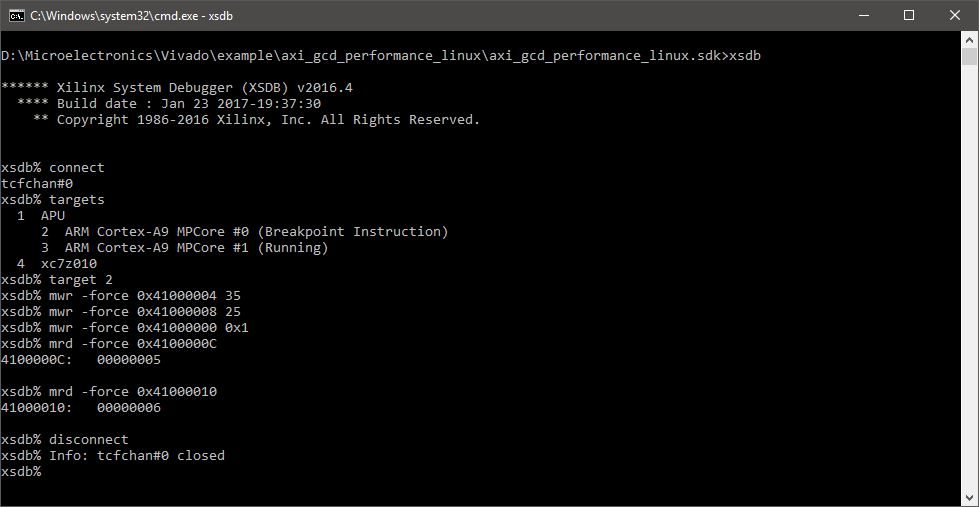 C:\Windows\system32\cmd.exe - xsdb
D:\Microelectronics\Vivado\example\axi_gcd_performance_linux\axi_gcd_performance_linux.sdk>xsdb
****** Xilinx System Debugger (XSDB) v2016.4
**** Build date : Jan 23 2017-19:37:30
** Copyright 1986-2016 Xilinx, Inc. All Rights Reserved.
xsdb% connect
tcfchan#0
xsdb% targets
1 APU
2 ARM Cortex-A9 MPCore #0 (Breakpoint Instruction)
3 ARM Cortex-A9 MPCore #1 (Running)
4 xc7z010
xsdb% target 2
xsdb% mwr -force 0x41000004 35
xsdb% mwr -force 0x41000008 25
xsdb% mwr -force 0x41000000 0x1
xsdb% mrd -force 0x4100000C
4100000C: 00000005
xsdb% mrd -force 0x41000010
41000010: 00000006
xsdb% disconnect
xsdb% Info: tcfchan#0 closed
xsdb%